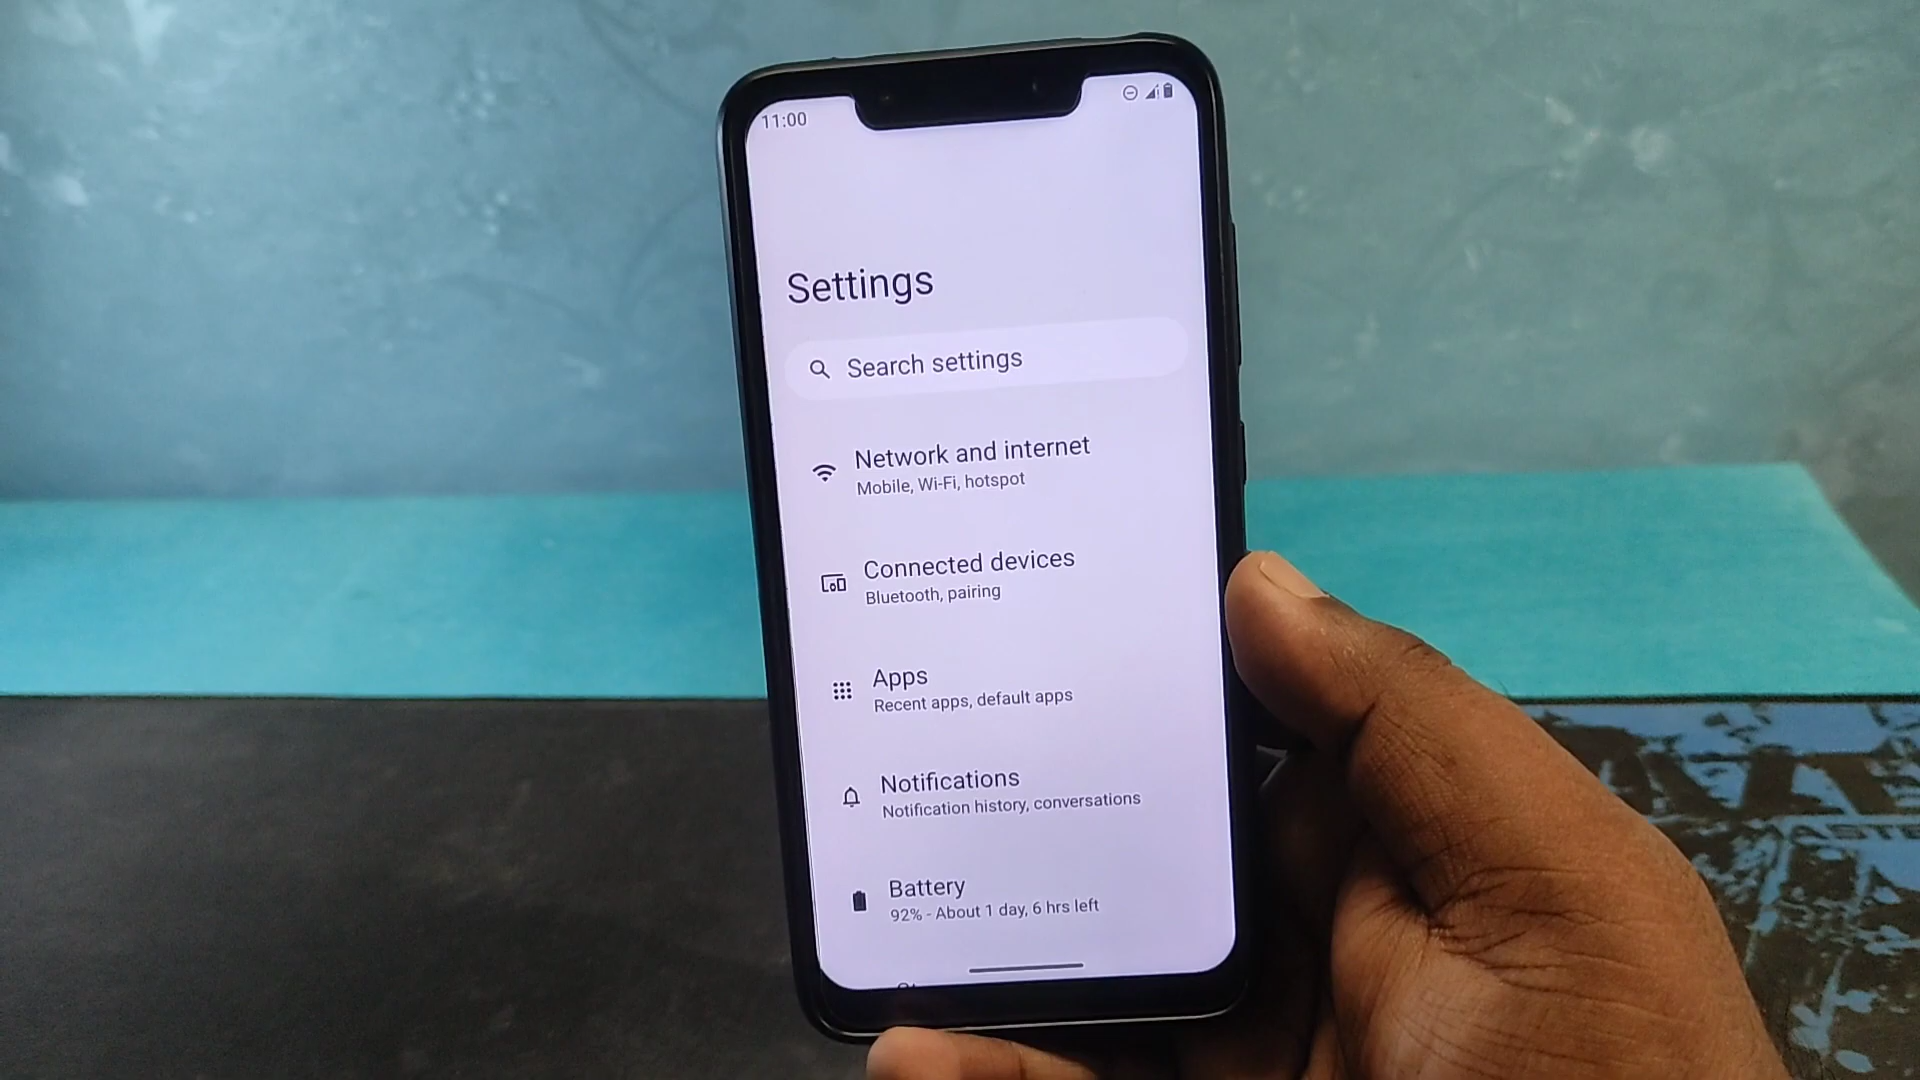 11:00
Settings
Search settings
Network and internet
Mobile, Wi-Fi, hotspot
Connected devices
Bluetooth, pairing
Apps
Recent apps, default apps
Notifications
Notification history, conversations
Battery
92% - About 1 day, 6 hrs left